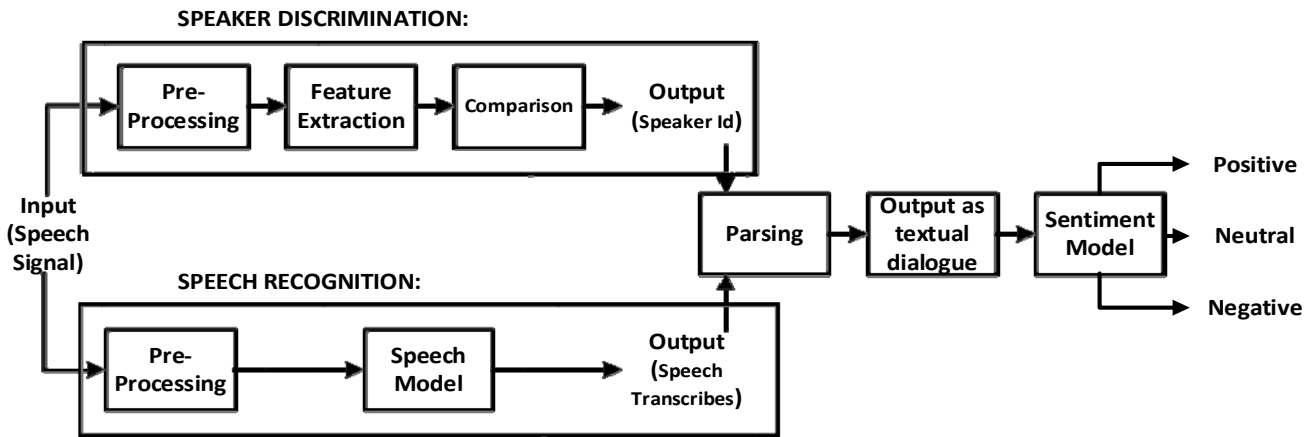 SPEAKER DISCRIMINATION:
Pre-
Processing
Feature
Extraction
Comparison
Output
(Speaker Id)
Input
(Speech
Signal)
Parsing
Output as
textual
dialogue
Sentiment
Model
Positive
Neutral
Negative
SPEECH RECOGNITION:
Pre-
Processing
Speech
Model
Output
(Speech
Transcribes)